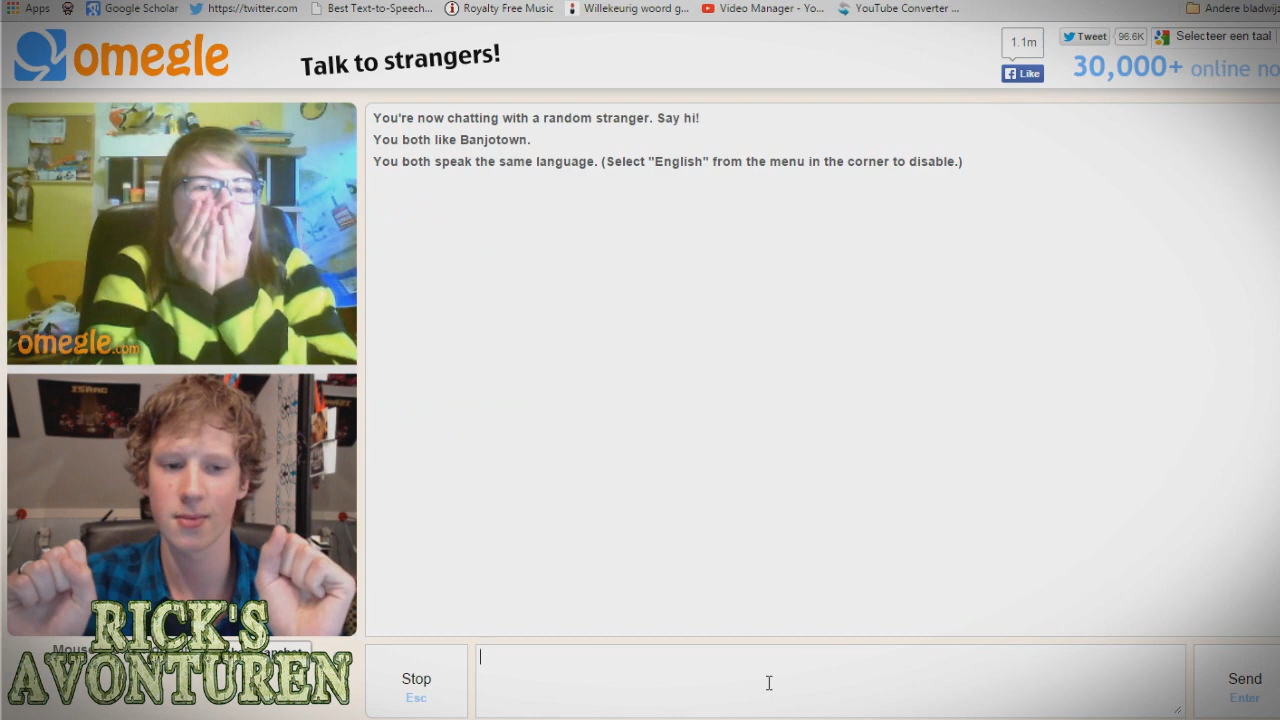 Apps Google Scholar https://twitter.com Best Text-to-Speech... Royalty Free Music Willekeurig woord g... Video Manager - Yo... YouTube Converter ... Andere bladwijz
omegle Talk to strangers!
1.1m Tweet 96.6K Selecteer een taal
Like 30,000+ online no
You're now chatting with a random stranger. Say hi!
You both like Banjotown.
You both speak the same language. (Select "English" from the menu in the corner to disable.)
omegle.com
ISAAC
RICK'S
AVONTUREN
Stop
Esc
Send
Enter